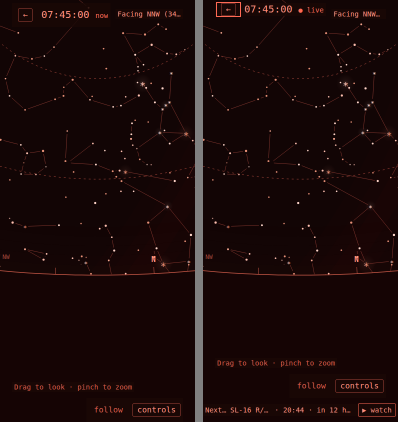 ← 07:45:00 now Facing NNW (34…
NW
N
Drag to look · pinch to zoom
follow controls
← 07:45:00 ● live Facing NNW…
NW
N
Drag to look · pinch to zoom
follow controls
Next… SL-16 R/… · 20:44 · in 12 h… ▶ watch